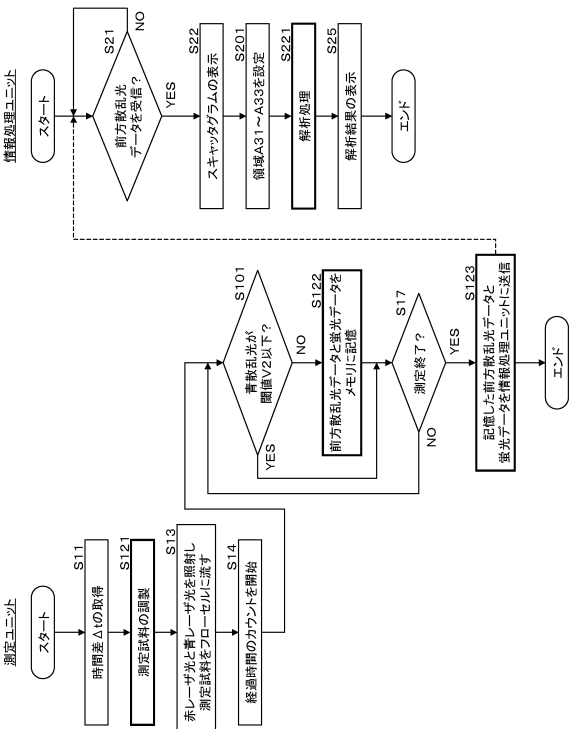 測定ユニット
スタート
S11
時間差Δtの取得
S121
測定試料の調製
S13
赤レーザ光と青レーザ光を照射し
測定試料をフローセルに流す
S14
経過時間のカウントを開始
S101
青散乱光が
閾値V2以下？
YES
NO
S122
前方散乱光データと蛍光データを
メモリに記憶
S17
測定終了？
NO
YES
S123
記憶した前方散乱光データと
蛍光データを情報処理ユニットに送信
エンド
情報処理ユニット
スタート
S21
前方散乱光
データを受信？
NO
YES
S22
スキャッタグラムの表示
S201
領域A31～A33を設定
S221
解析処理
S25
解析結果の表示
エンド